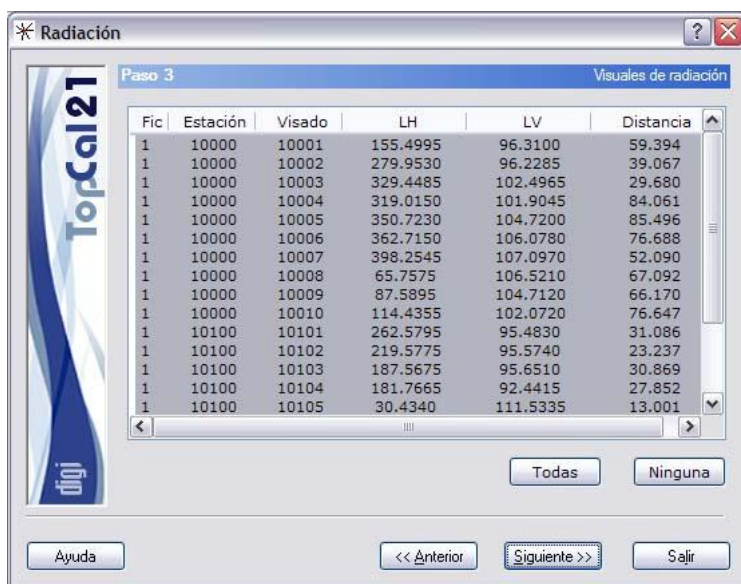 Radiación
TopCal21
digi
Paso 3
Visuales de radiación
Fic Estación Visado LH LV Distancia
1 10000 10001 155.4995 96.3100 59.394
1 10000 10002 279.9530 96.2285 39.067
1 10000 10003 329.4485 102.4965 29.680
1 10000 10004 319.0150 101.9045 84.061
1 10000 10005 350.7230 104.7200 85.496
1 10000 10006 362.7150 106.0780 76.688
1 10000 10007 398.2545 107.0970 52.090
1 10000 10008 65.7575 106.5210 67.092
1 10000 10009 87.5895 104.7120 66.170
1 10000 10010 114.4355 102.0720 76.647
1 10100 10101 262.5795 95.4830 31.086
1 10100 10102 219.5775 95.5740 23.237
1 10100 10103 187.5675 95.6510 30.869
1 10100 10104 181.7665 92.4415 27.852
1 10100 10105 30.4340 111.5335 13.001
Todas Ninguna
Ayuda << Anterior Siguiente >> Salir